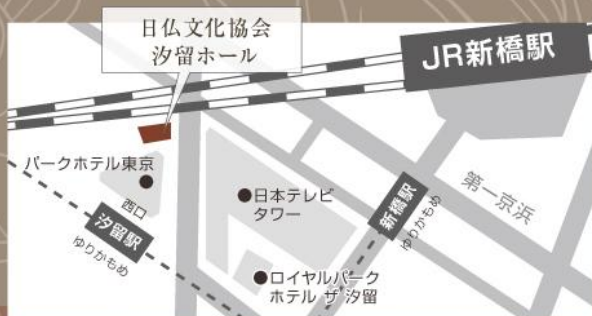 日仏文化協会
汐留ホール
JR新橋駅
パークホテル東京
西口
汐留駅
ゆりかもめ
日本テレビ
タワー
新橋駅
ゆりかもめ
第一京浜
ロイヤルパーク
ホテル ザ 汐留